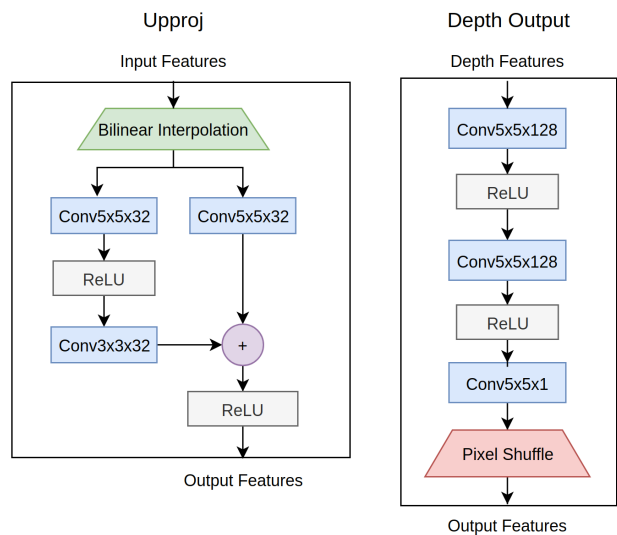 Upproj
Input Features
Bilinear Interpolation
Conv5x5x32
Conv5x5x32
ReLU
Conv3x3x32
+
ReLU
Output Features
Depth Output
Depth Features
Conv5x5x128
ReLU
Conv5x5x128
ReLU
Conv5x5x1
Pixel Shuffle
Output Features